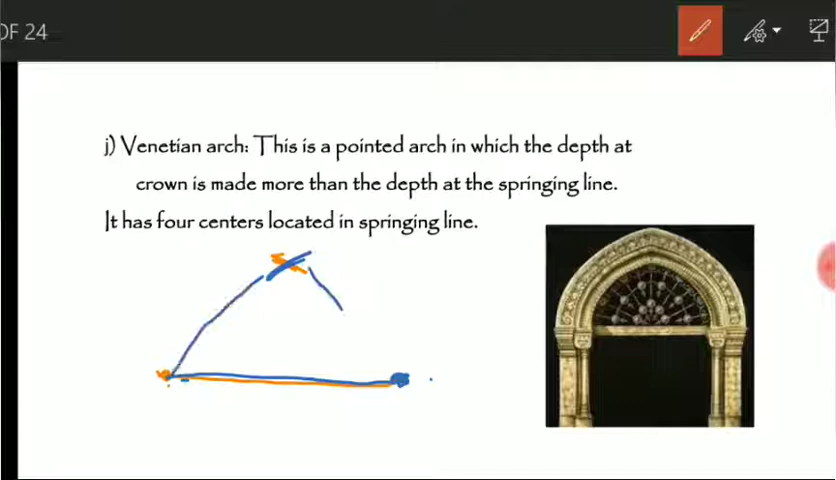 OF 24
j) Venetian arch: This is a pointed arch in which the depth at
crown is made more than the depth at the springing line.
It has four centers located in springing line.